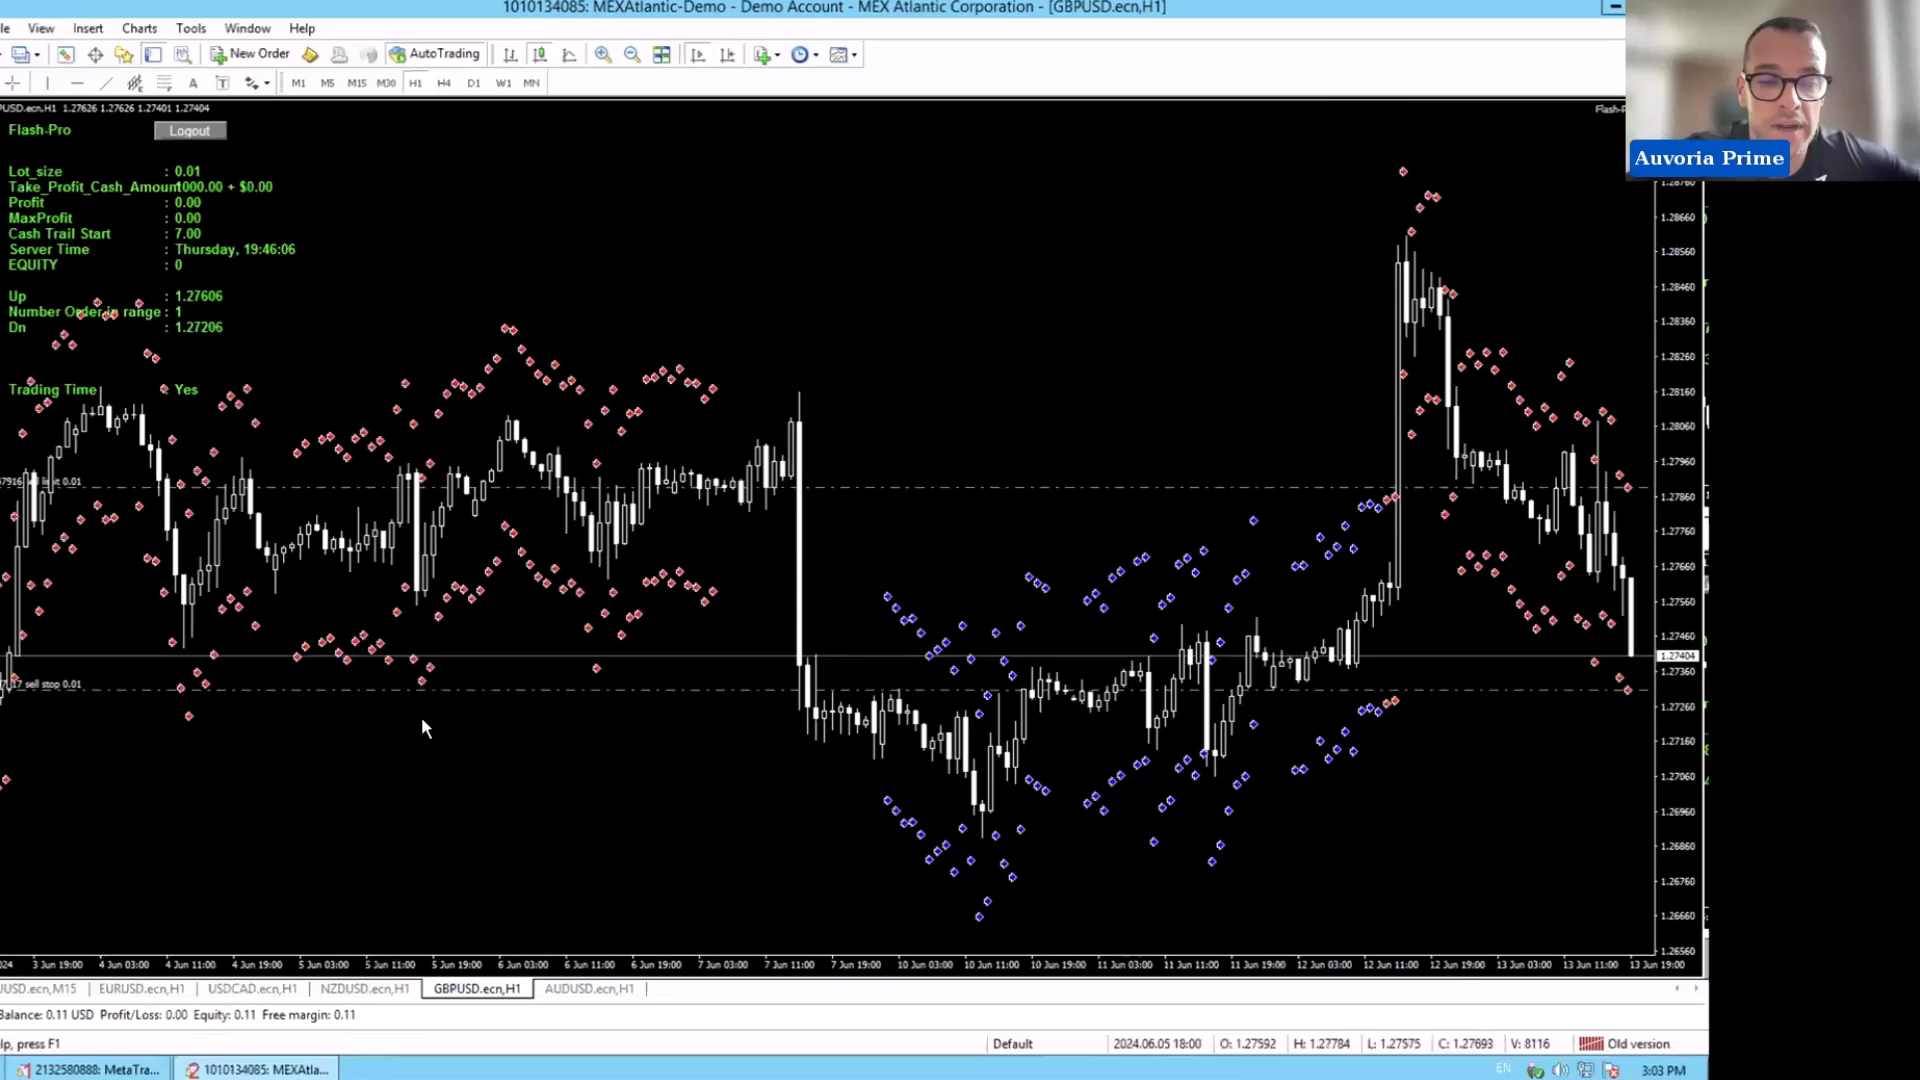 1010134085: MEXAtlantic-Demo - Demo Account - MEX Atlantic Corporation - [GBPUSD.ecn,H1]
View Insert Charts Tools Window Help
New Order AutoTrading
A T M1 M5 M15 M30 H1 H4 D1 W1 MN
USD.ecn,H1 1.27626 1.27626 1.27401 1.27404
Flash-Pro Logout
Lot_size : 0.01
Take_Profit_Cash_Amoun 1000.00 + $0.00
Profit : 0.00
MaxProfit : 0.00
Cash Trail Start : 7.00
Server Time : Thursday, 19:46:06
EQUITY : 0
Up : 1.27606
Number Order in range : 1
Dn : 1.27206
Trading Time Yes
sell stop 0.01
Auvoria Prime
1.28760
1.28660
1.28560
1.28460
1.28360
1.28260
1.28160
1.28060
1.27960
1.27860
1.27760
1.27660
1.27560
1.27460
1.27404
1.27360
1.27260
1.27160
1.27060
1.26960
1.26860
1.26760
1.26660
1.26560
024 3 Jun 19:00 4 Jun 03:00 4 Jun 11:00 4 Jun 19:00 5 Jun 03:00 5 Jun 11:00 5 Jun 19:00 6 Jun 03:00 6 Jun 11:00 6 Jun 19:00 7 Jun 03:00 7 Jun 11:00 7 Jun 19:00 10 Jun 03:00 10 Jun 11:00 10 Jun 19:00 11 Jun 03:00 11 Jun 11:00 11 Jun 19:00 12 Jun 03:00 12 Jun 11:00 12 Jun 19:00 13 Jun 03:00 13 Jun 11:00 13 Jun 19:00
USD.ecn,M15 EURUSD.ecn,H1 USDCAD.ecn,H1 NZDUSD.ecn,H1 GBPUSD.ecn,H1 AUDUSD.ecn,H1
Balance: 0.11 USD Profit/Loss: 0.00 Equity: 0.11 Free margin: 0.11
lp, press F1 Default 2024.06.05 18:00 O: 1.27592 H: 1.27784 L: 1.27575 C: 1.27693 V: 8116 Old version
2132580888: MetaTra... 1010134085: MEXAtla... EN 3:03 PM